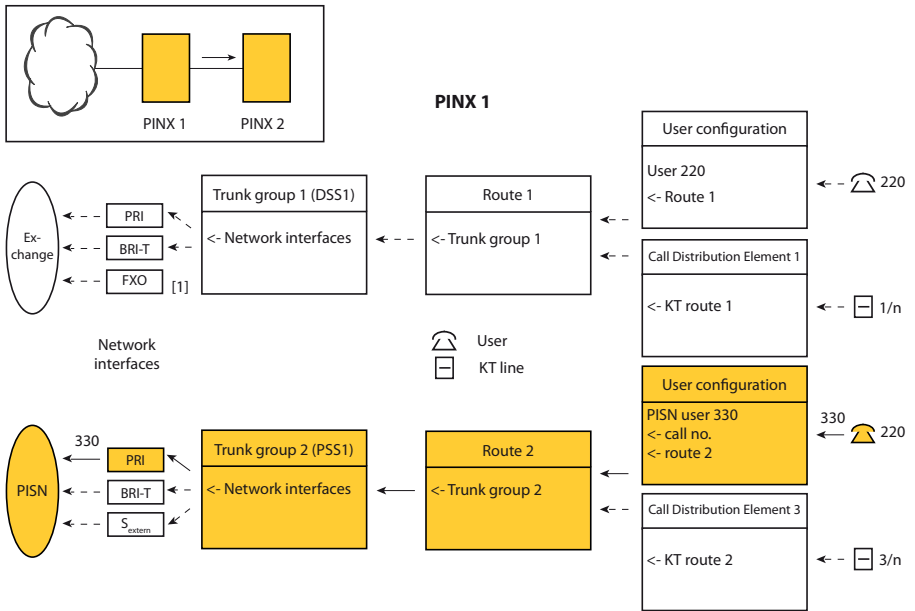 PINX 1
PINX 2
PINX 1
User configuration
User 220
<- Route 1
220
Trunk group 1 (DSS1)
<- Network interfaces
Route 1
<- Trunk group 1
Ex-
change
PRI
BRI-T
FXO
[1]
Call Distribution Element 1
<- KT route 1
1/n
Network
interfaces
User
KT line
User configuration
PISN user 330
<- call no.
<- route 2
330
220
Trunk group 2 (PSS1)
<- Network interfaces
Route 2
<- Trunk group 2
330
PISN
PRI
BRI-T
Sextern
Call Distribution Element 3
<- KT route 2
3/n